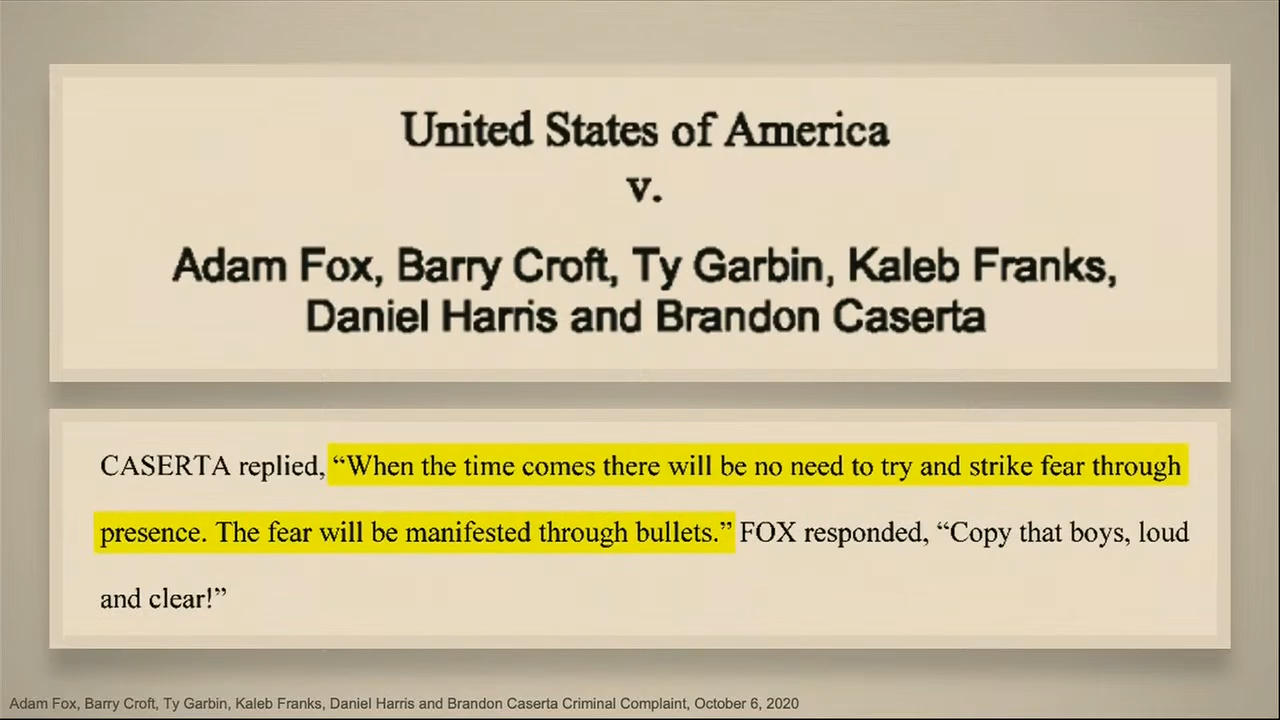 United States of America
v.
Adam Fox, Barry Croft, Ty Garbin, Kaleb Franks,
Daniel Harris and Brandon Caserta
CASERTA replied, “When the time comes there will be no need to try and strike fear through
presence. The fear will be manifested through bullets.” FOX responded, “Copy that boys, loud
and clear!”
Adam Fox, Barry Croft, Ty Garbin, Kaleb Franks, Daniel Harris and Brandon Caserta Criminal Complaint, October 6, 2020